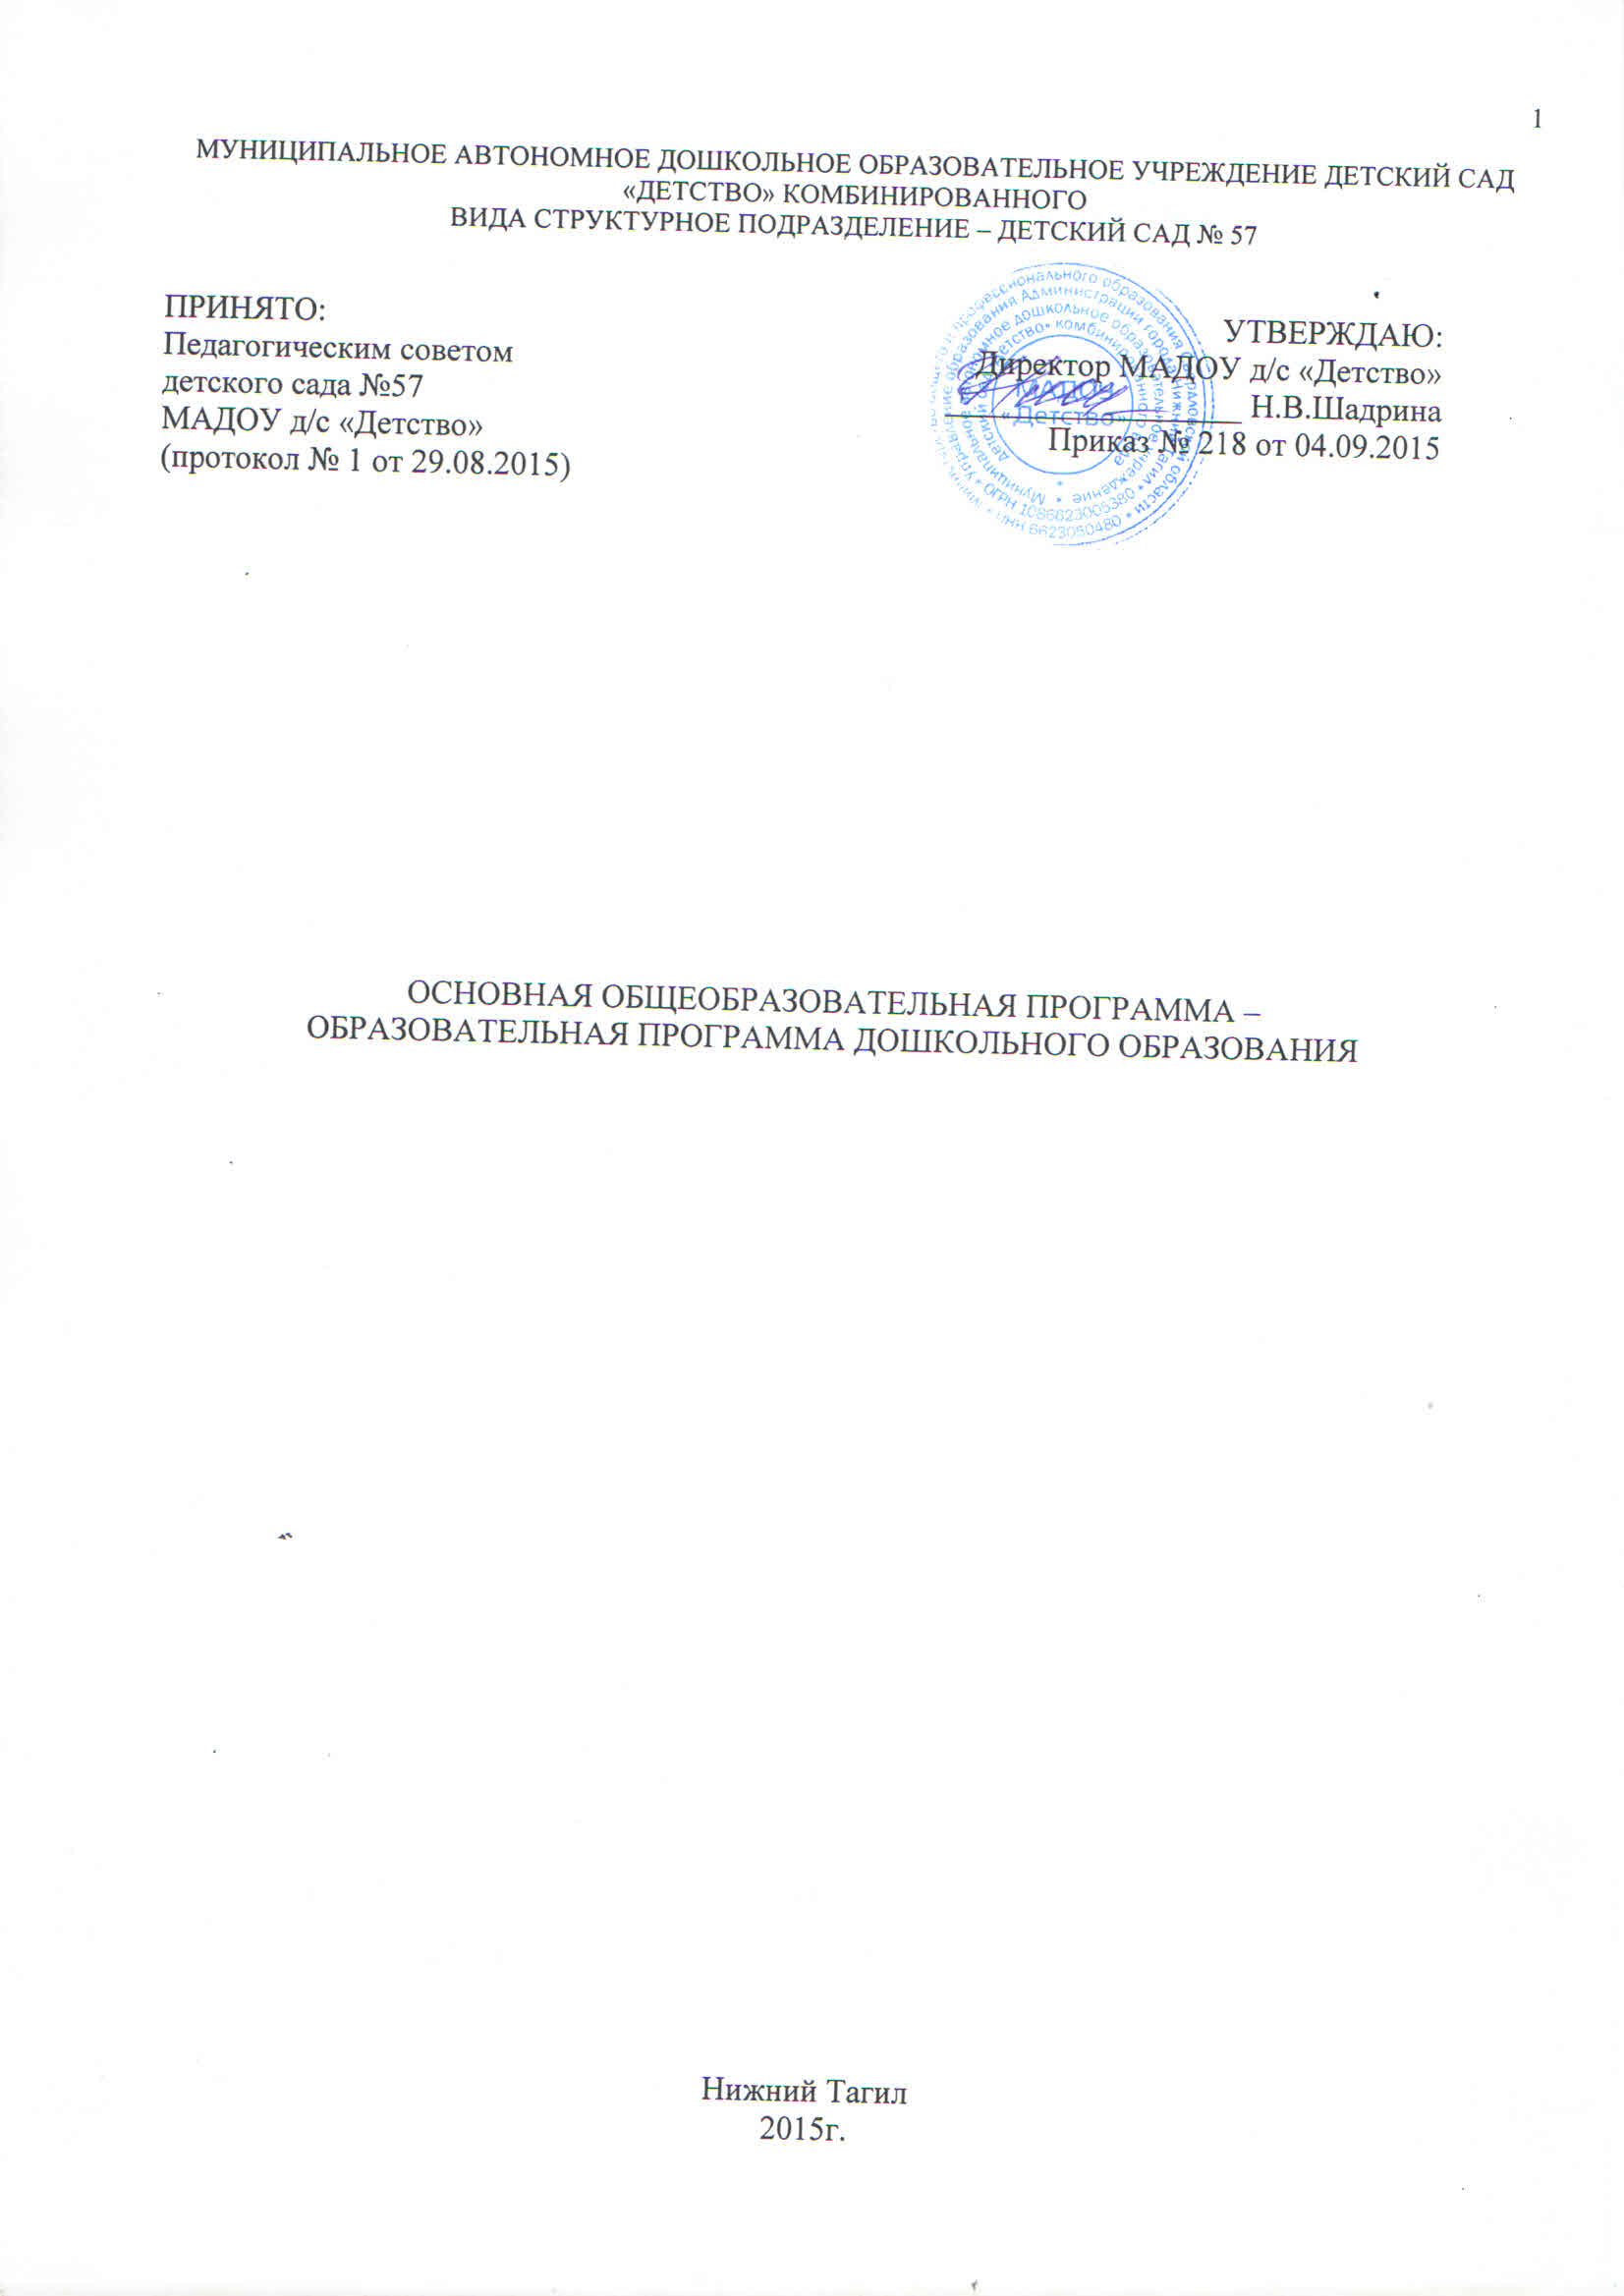 1
МУНИЦИПАЛЬНОЕ АВТОНОМНОЕ ДОШКОЛЬНОЕ ОБРАЗОВАТЕЛЬНОЕ УЧРЕЖДЕНИЕ ДЕТСКИЙ САД
«ДЕТСТВО» КОМБИНИРОВАННОГО
ВИДА СТРУКТУРНОЕ ПОДРАЗДЕЛЕНИЕ – ДЕТСКИЙ САД № 57
ПРИНЯТО:
Педагогическим советом
детского сада №57
МАДОУ д/с «Детство»
(протокол № 1 от 29.08.2015)
УТВЕРЖДАЮ:
Директор МАДОУ д/с «Детство»
Н.В.Шадрина
Приказ № 218 от 04.09.2015
МАДОУ
«Детство»
ОСНОВНАЯ ОБЩЕОБРАЗОВАТЕЛЬНАЯ ПРОГРАММА –
ОБРАЗОВАТЕЛЬНАЯ ПРОГРАММА ДОШКОЛЬНОГО ОБРАЗОВАНИЯ
Нижний Тагил
2015г.